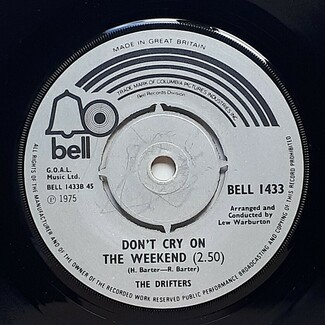 MADE IN GREAT BRITAIN
TRADE MARK OF COLUMBIA PICTURES INDUSTRIES, INC.
Bell Records Division
bell
G.O.A.L.
Music Ltd.
BELL 1433B 45
℗ 1975
BELL 1433
Arranged and
Conducted by
Lew Warburton
DON'T CRY ON
THE WEEKEND (2.50)
(H. Barter—R. Barter)
THE DRIFTERS
ALL RIGHTS OF THE MANUFACTURER AND OF THE OWNER OF THE RECORDED WORK RESERVED PUBLIC PERFORMANCE BROADCASTING AND COPYING OF THIS RECORD PROHIBITED